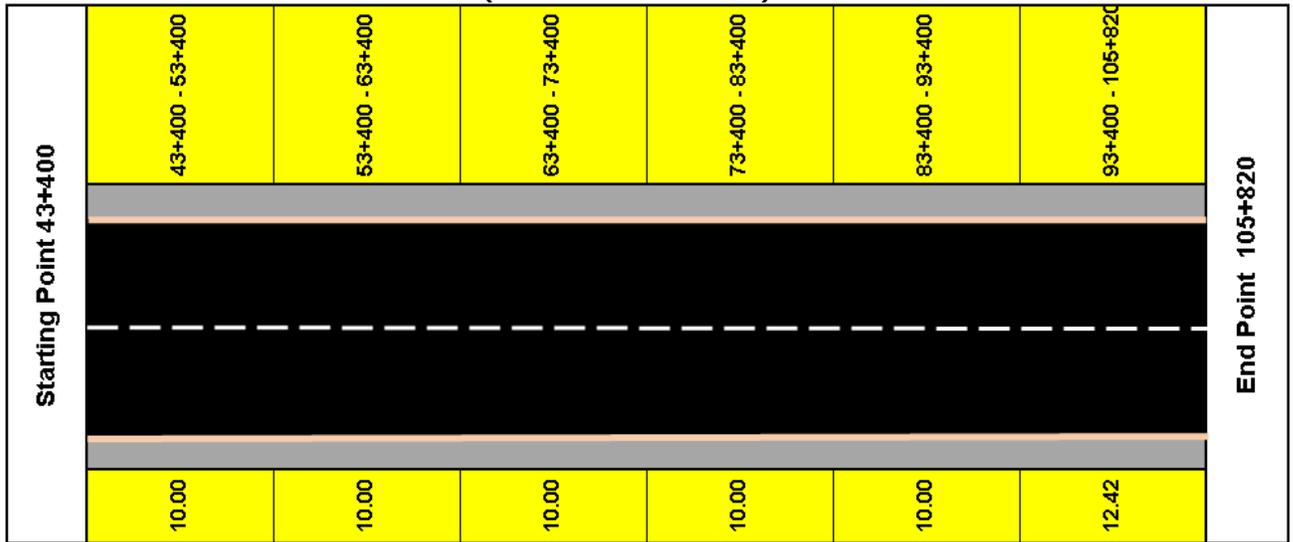 Starting Point 43+400
43+400 - 53+400
53+400 - 63+400
63+400 - 73+400
73+400 - 83+400
83+400 - 93+400
93+400 - 105+820
10.00
10.00
10.00
10.00
10.00
12.42
End Point 105+820